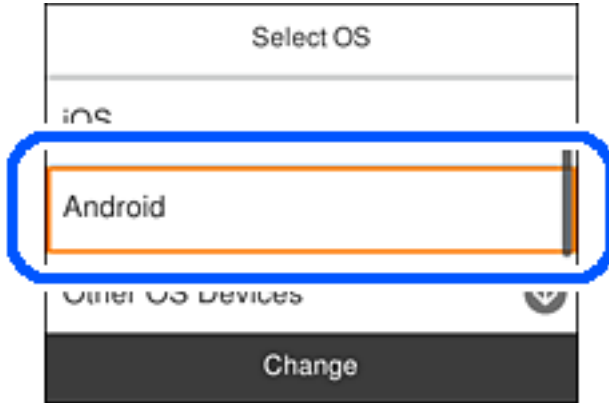 Select OS
iOS
Android
Other OS Devices
Change